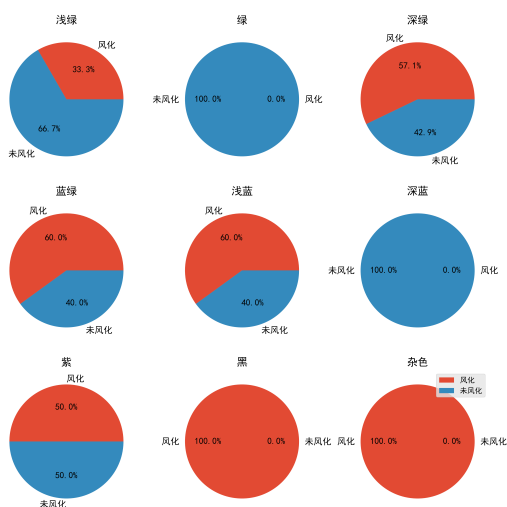 浅绿
风化
33.3%
66.7%
未风化
绿
未风化
100.0%
0.0%
风化
深绿
风化
57.1%
42.9%
未风化
蓝绿
风化
60.0%
40.0%
未风化
浅蓝
风化
60.0%
40.0%
未风化
深蓝
未风化
100.0%
0.0%
风化
紫
风化
50.0%
50.0%
未风化
黑
风化
100.0%
0.0%
未风化
杂色
风化
未风化
风化
100.0%
0.0%
未风化